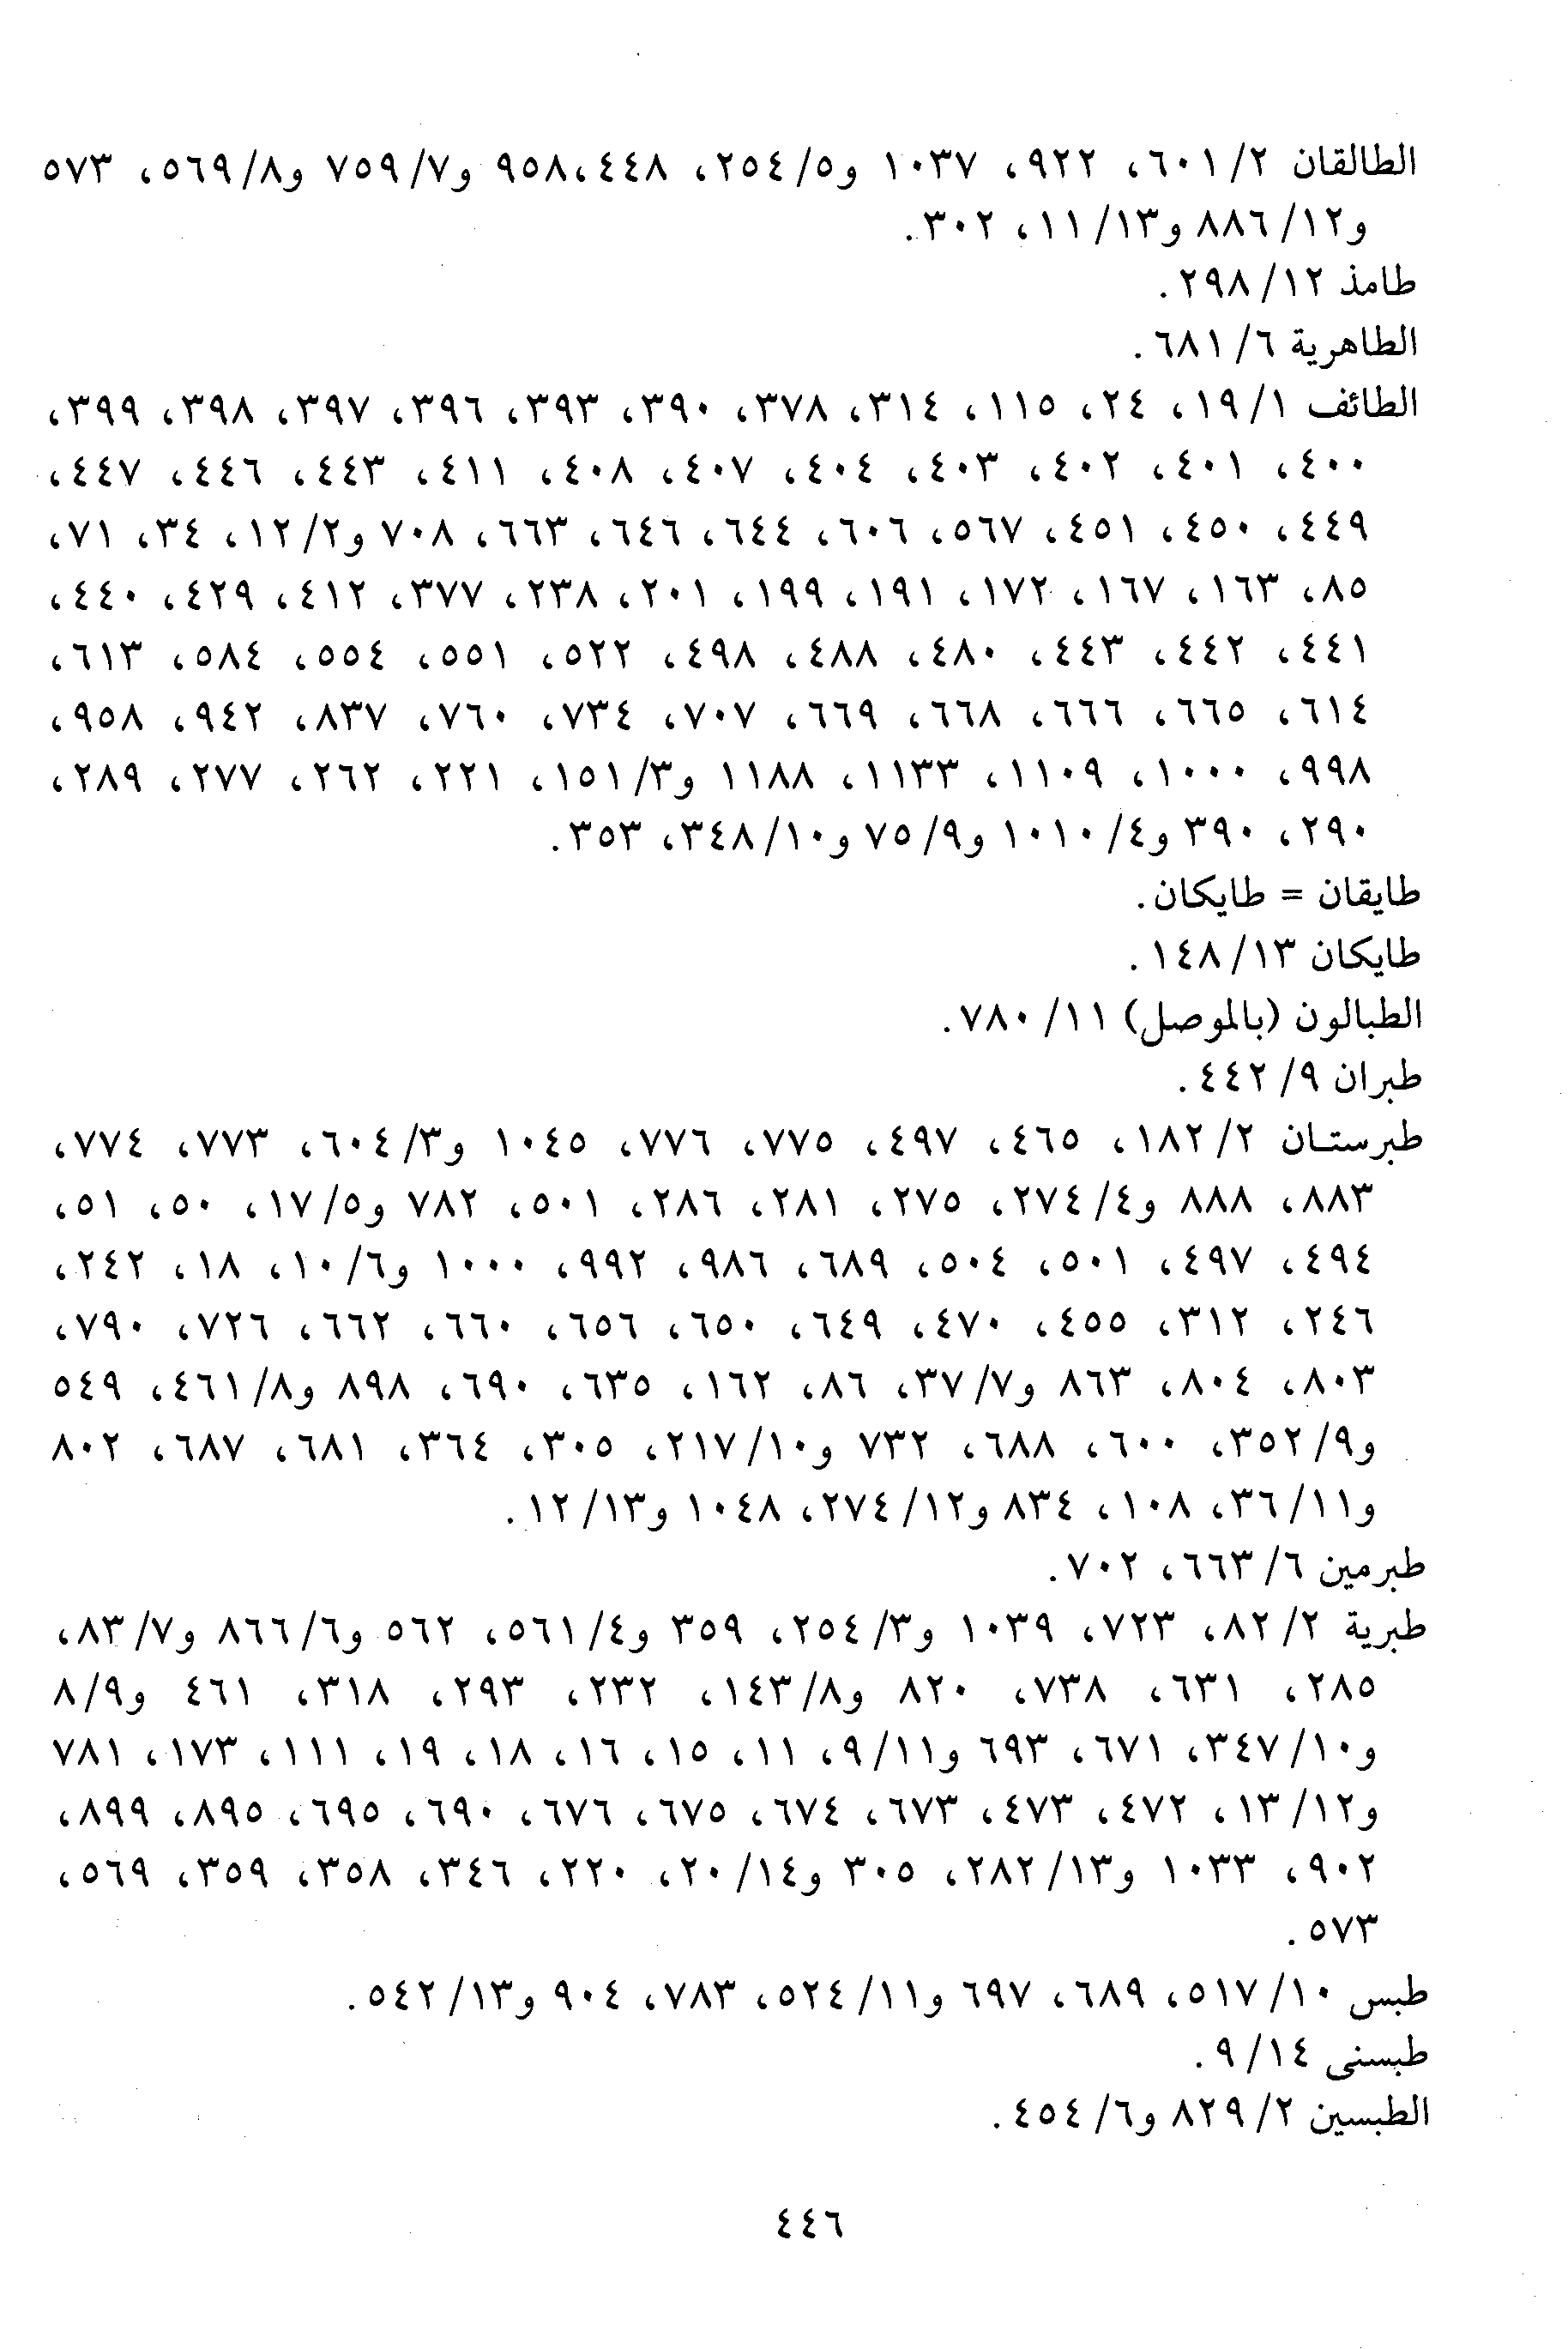 الطالقان ٢/ ٦٠١، ٩٢٢، ١٠٣٧ و٥/ ٢٥٤، ٩٥٨،٤٤٨ و٧/ ٧٥٩ و٨/ ٥٦٩، ٥٧٣
و١٢/ ٨٨٦ و١٣/ ١١، ٣٠٢.
طامذ ١٢/ ٢٩٨.
الطاهرية ٦/ ٦٨١.
الطائف ١/ ١٩، ٢٤، ١١٥، ٣١٤، ٣٧٨، ٣٩٠، ٣٩٣، ٣٩٦، ٣٩٧، ٣٩٨، ٣٩٩،
٤٠٠، ٤٠١، ٤٠٢، ٤٠٣، ٤٠٤، ٤٠٧، ٤٠٨، ٤١١، ٤٤٣، ٤٤٦، ٤٤٧،
٤٤٩، ٤٥٠، ٤٥١، ٥٦٧، ٦٠٦، ٦٤٤، ٦٤٦، ٦٦٣، ٧٠٨ و٢/ ١٢، ٣٤، ٧١،
٨٥، ١٦٣، ١٦٧، ١٧٢، ١٩١، ١٩٩، ٢٠١، ٢٣٨، ٣٧٧، ٤١٢، ٤٢٩، ٤٤٠،
٤٤١، ٤٤٢، ٤٤٣، ٤٨٠، ٤٨٨، ٤٩٨، ٥٢٢، ٥٥١، ٥٥٤، ٥٨٤، ٦١٣،
٦١٤، ٦٦٥، ٦٦٦، ٦٦٨، ٦٦٩، ٧٠٧، ٧٣٤، ٧٦٠، ٨٣٧، ٩٤٢، ٩٥٨،
٩٩٨، ١٠٠٠، ١١٠٩، ١١٣٣، ١١٨٨ و٣/ ١٥١، ٢٢١، ٢٦٢، ٢٧٧، ٢٨٩،
٢٩٠، ٣٩٠ و٤/ ١٠١٠ و٩/ ٧٥ و١٠/ ٣٤٨، ٣٥٣.
طايقان = طايكان.
طايكان ١٣/ ١٤٨.
الطبالون (بالموصل) ١١/ ٧٨٠.
طبران ٩/ ٤٤٢.
طبرستان ٢/ ١٨٢، ٤٦٥، ٤٩٧، ٧٧٥، ٧٧٦، ١٠٤٥ و٣/ ٦٠٤، ٧٧٣، ٧٧٤،
٨٨٣، ٨٨٨ و٤/ ٢٧٤، ٢٧٥، ٢٨١، ٢٨٦، ٥٠١، ٧٨٢ و٥/ ١٧، ٥٠، ٥١،
٤٩٤، ٤٩٧، ٥٠١، ٥٠٤، ٦٨٩، ٩٨٦، ٩٩٢، ١٠٠٠ و٦/ ١٠، ١٨، ٢٤٢،
٢٤٦، ٣١٢، ٤٥٥، ٤٧٠، ٦٤٩، ٦٥٠، ٦٥٦، ٦٦٠، ٦٦٢، ٧٢٦، ٧٩٠،
٨٠٣، ٨٠٤، ٨٦٣ و٧/ ٣٧، ٨٦، ١٦٢، ٦٣٥، ٦٩٠، ٨٩٨ و٨/ ٤٦١، ٥٤٩
و٩/ ٣٥٢، ٦٠٠، ٦٨٨، ٧٣٢ و١٠/ ٢١٧، ٣٠٥، ٣٦٤، ٦٨١، ٦٨٧، ٨٠٢
و١١/ ٣٦، ١٠٨، ٨٣٤ و١٢/ ٢٧٤، ١٠٤٨ و١٣/ ١٢.
طبرمين ٦/ ٦٦٣، ٧٠٢.
طبرية ٢/ ٨٢، ٧٢٣، ١٠٣٩ و٣/ ٢٥٤، ٣٥٩ و٤/ ٥٦١، ٥٦٢ و٦/ ٨٦٦ و٧/ ٨٣،
٢٨٥، ٦٣١، ٧٣٨، ٨٢٠ و٨/ ١٤٣، ٢٣٢، ٢٩٣، ٣١٨، ٤٦١ و٩/ ٨
و١٠/ ٣٤٧، ٦٧١، ٦٩٣ و١١/ ٩، ١١، ١٥، ١٦، ١٨، ١٩، ١١١، ١٧٣، ٧٨١
و١٢/ ١٣، ٤٧٢، ٤٧٣، ٦٧٣، ٦٧٤، ٦٧٥، ٦٧٦، ٦٩٠، ٦٩٥، ٨٩٥، ٨٩٩،
٩٠٢، ١٠٣٣ و١٣/ ٢٨٢، ٣٠٥ و١٤/ ٢٠، ٢٢٠، ٣٤٦، ٣٥٨، ٣٥٩، ٥٦٩،
٥٧٣.
طبس ١٠/ ٥١٧، ٦٨٩، ٦٩٧ و١١/ ٥٢٤، ٧٨٣، ٩٠٤ و١٣/ ٥٤٢.
طبسنى ١٤/ ٩.
الطبسين ٢/ ٨٢٩ و٦/ ٤٥٤.
٤٤٦